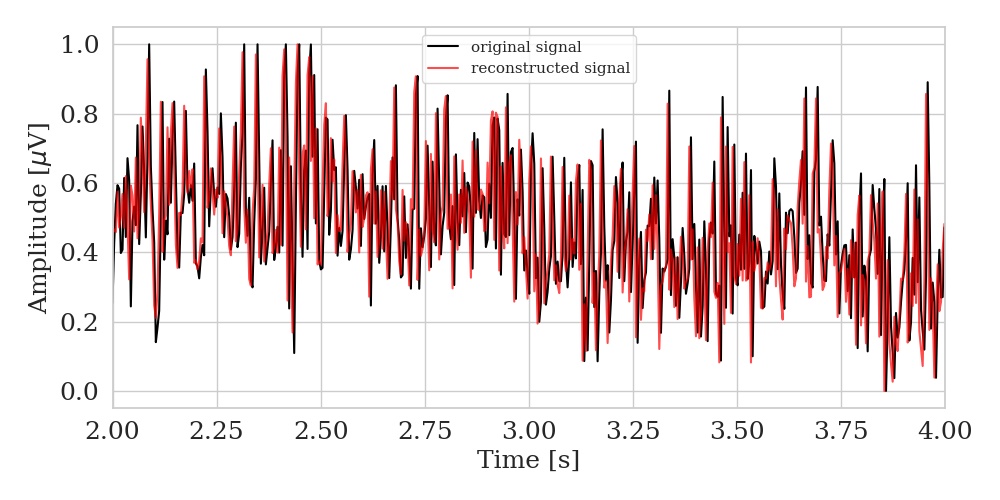 original signal
reconstructed signal
Amplitude [μV]
1.0
0.8
0.6
0.4
0.2
0.0
2.00 2.25 2.50 2.75 3.00 3.25 3.50 3.75 4.00
Time [s]